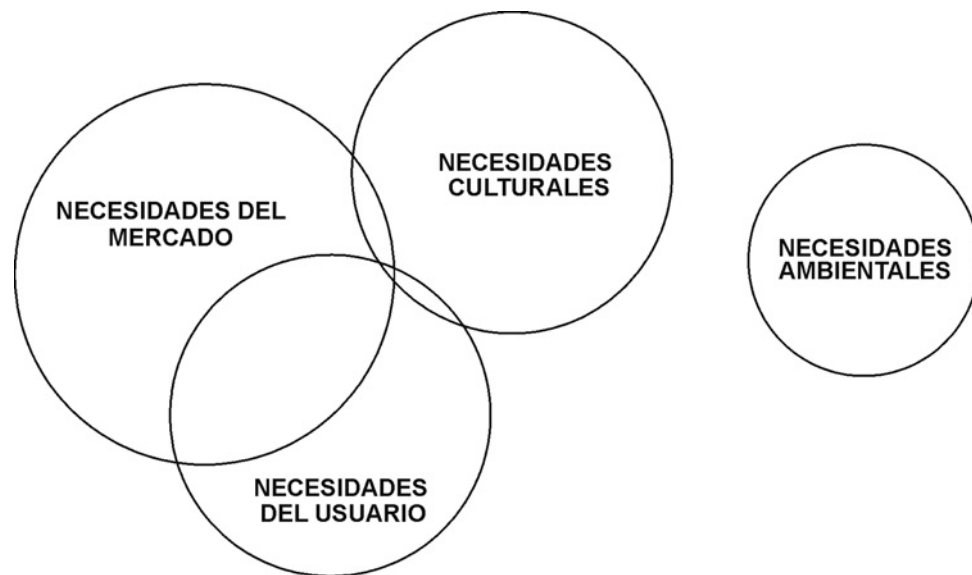 NECESIDADES
CULTURALES
NECESIDADES DEL
MERCADO
NECESIDADES
AMBIENTALES
NECESIDADES
DEL USUARIO